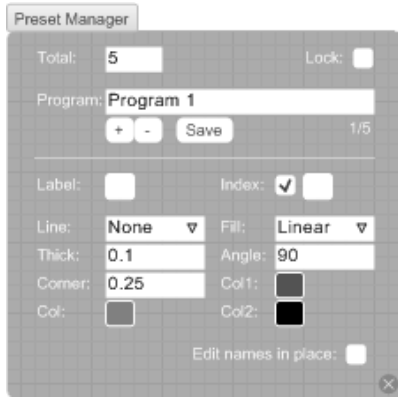 Preset Manager
Total: 5 Lock:
Program: Program 1
+ - Save 1/5
Label: Index:
Line: None Fill: Linear
Thick: 0.1 Angle: 90
Corner: 0.25 Col1:
Col: Col2:
Edit names in place: